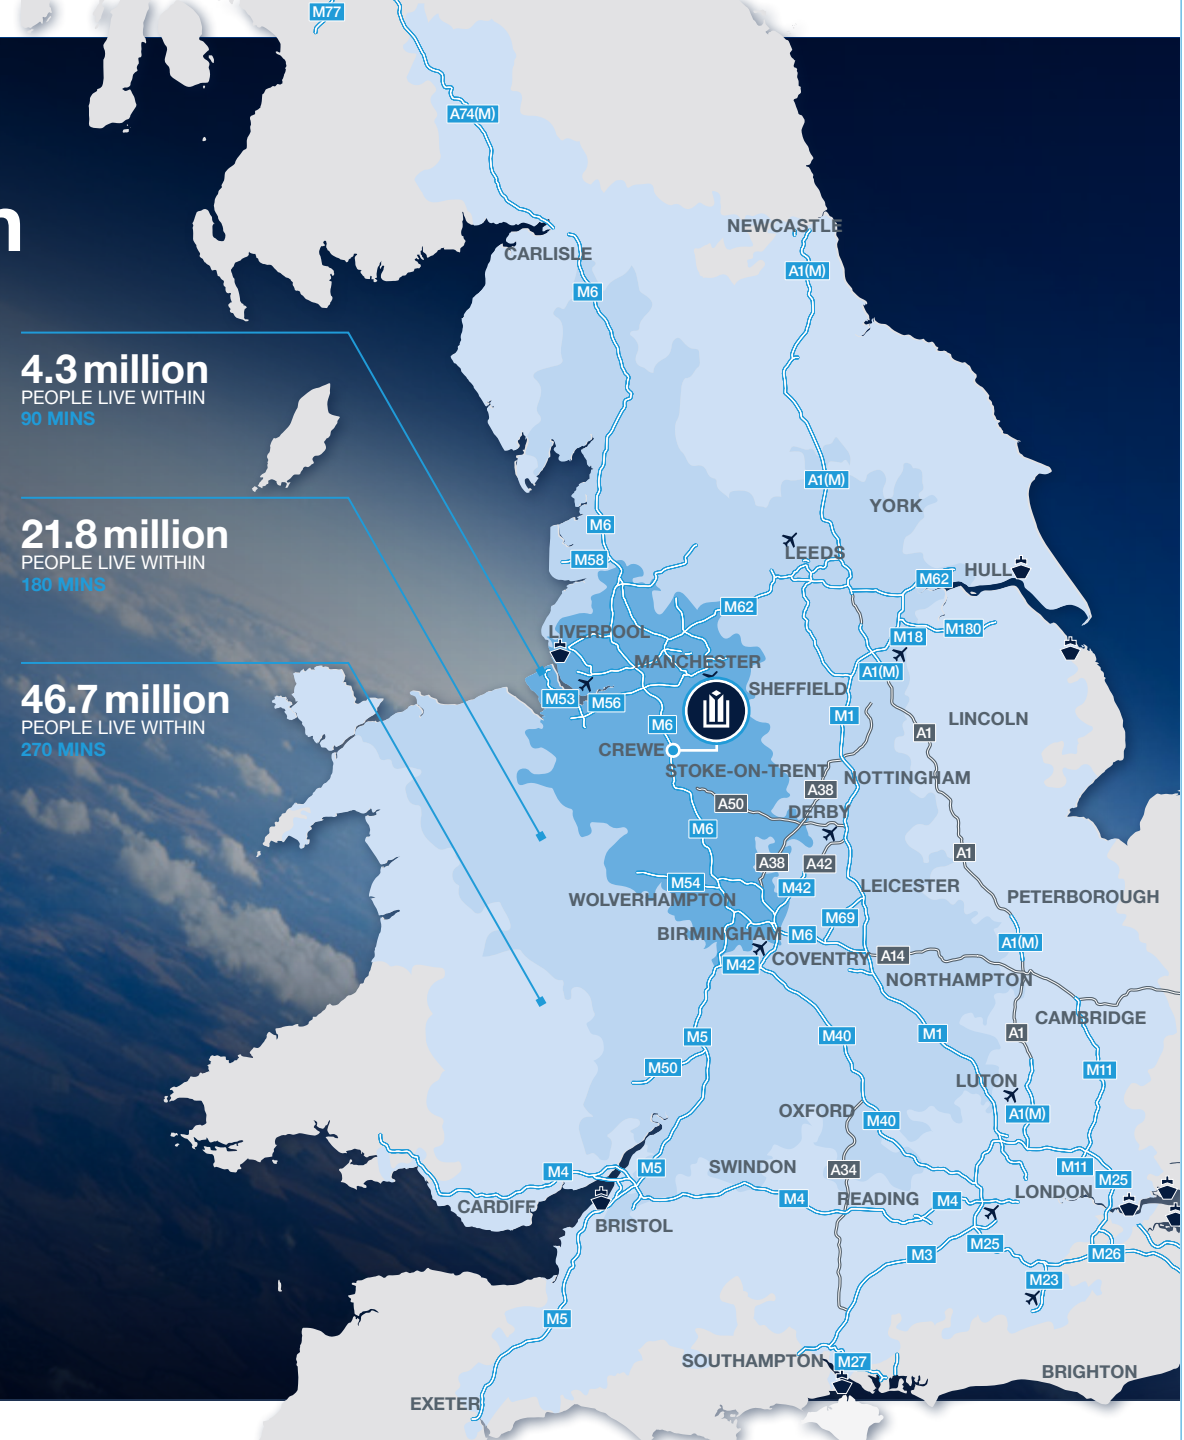 M77
A74(M)
n
NEWCASTLE
CARLISLE
A1(M)
M6
4.3 million
PEOPLE LIVE WITHIN
90 MINS
A1(M)
YORK
21.8 million
PEOPLE LIVE WITHIN
180 MINS
M6
LEEDS
M58
HULL
M62
M62
LIVERPOOL
M18
M180
MANCHESTER
A1(M)
46.7 million
PEOPLE LIVE WITHIN
270 MINS
M53
M56
SHEFFIELD
M6
M1
LINCOLN
A1
CREWE
STOKE-ON-TRENT
NOTTINGHAM
A38
A50
DERBY
M6
A1
A38
A42
M54
M42
LEICESTER
WOLVERHAMPTON
PETERBOROUGH
M69
BIRMINGHAM
M6
A1(M)
M42
COVENTRY
A14
NORTHAMPTON
CAMBRIDGE
M5
M40
M1
A1
M50
M11
LUTON
OXFORD
M40
A1(M)
M4
M5
SWINDON
A34
M11
M25
CARDIFF
M4
READING
M4
LONDON
BRISTOL
M3
M25
M26
M23
M5
SOUTHAMPTON
M27
BRIGHTON
EXETER